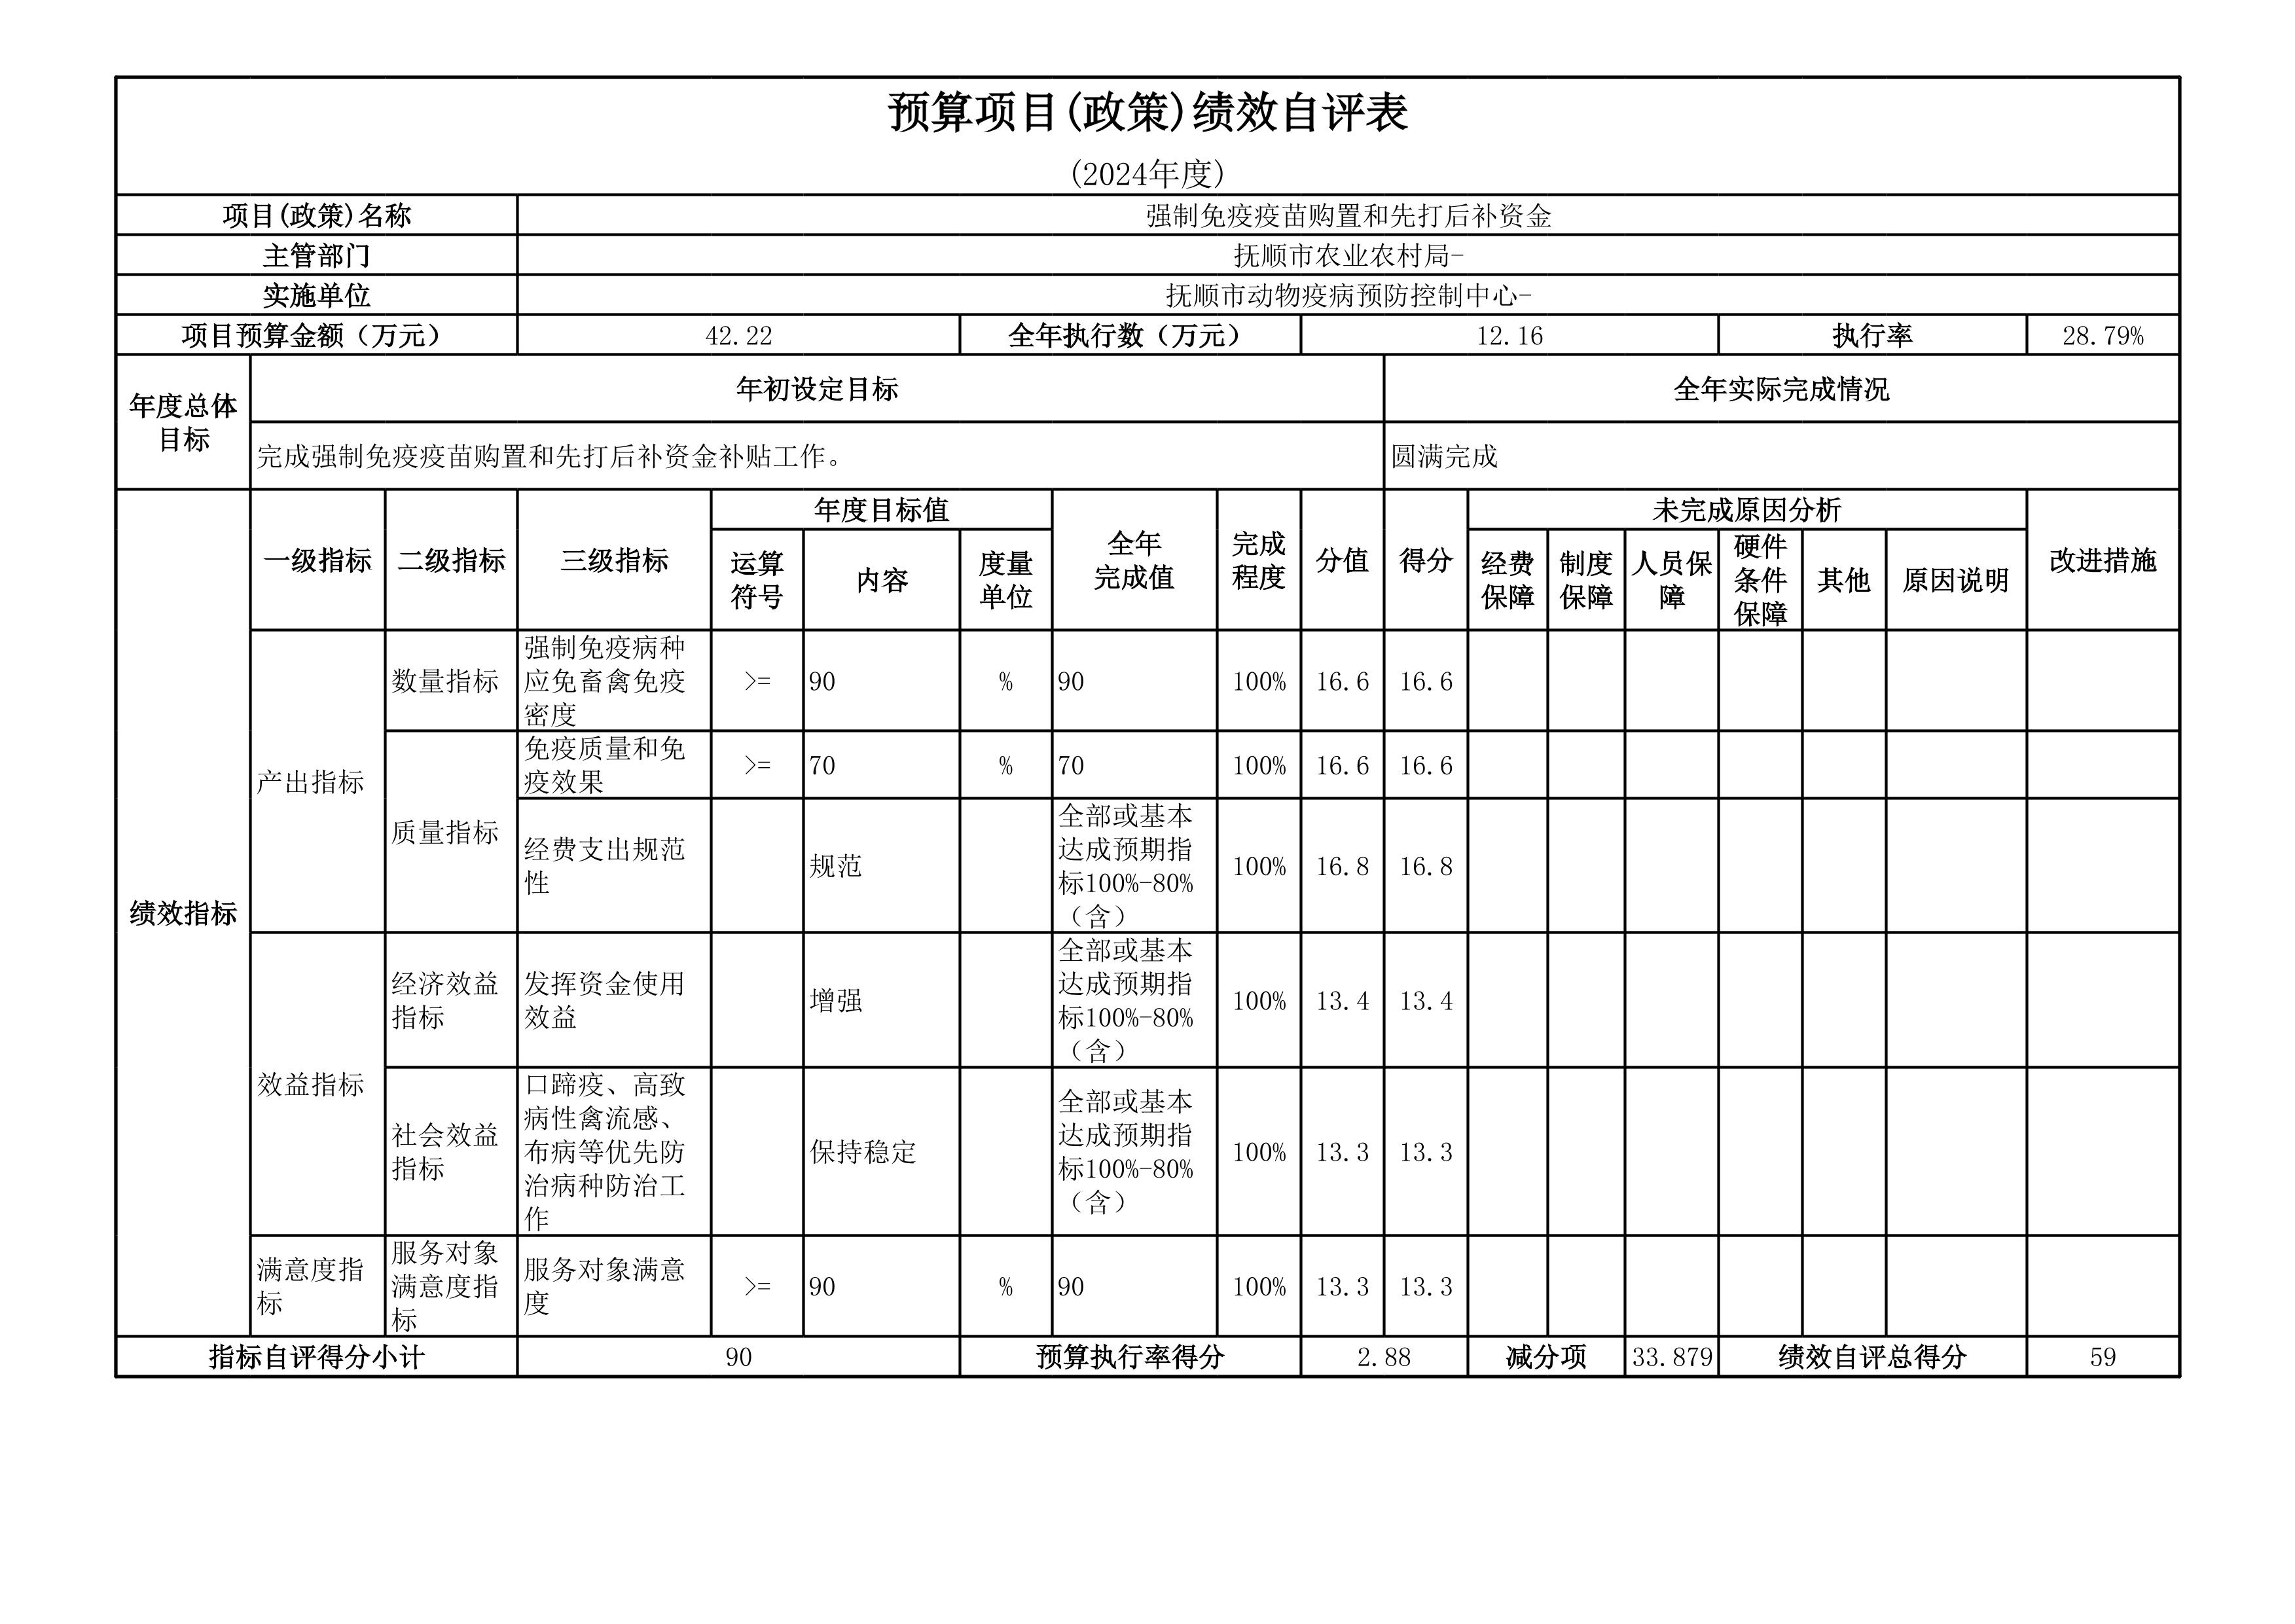 预算项目(政策)绩效自评表
(2024年度)
项目(政策)名称 强制免疫疫苗购置和先打后补资金
主管部门 抚顺市农业农村局-
实施单位 抚顺市动物疫病预防控制中心-
项目预算金额（万元） 42.22 全年执行数（万元） 12.16 执行率 28.79%
年度总体
目标
年初设定目标 全年实际完成情况
完成强制免疫疫苗购置和先打后补资金补贴工作。 圆满完成
绩效指标
一级指标 二级指标 三级指标
年度目标值
运算
符号
内容
度量
单位
全年
完成值
完成
程度
分值 得分
未完成原因分析
经费
保障
制度
保障
人员保
障
硬件
条件
保障
其他 原因说明
改进措施
产出指标
数量指标
强制免疫病种
应免畜禽免疫
密度
>= 90 % 90 100% 16.6 16.6
质量指标
免疫质量和免
疫效果
>= 70 % 70 100% 16.6 16.6
经费支出规范
性
规范
全部或基本
达成预期指
标100%-80%
（含）
100% 16.8 16.8
效益指标
经济效益
指标
发挥资金使用
效益
增强
全部或基本
达成预期指
标100%-80%
（含）
100% 13.4 13.4
社会效益
指标
口蹄疫、高致
病性禽流感、
布病等优先防
治病种防治工
作
保持稳定
全部或基本
达成预期指
标100%-80%
（含）
100% 13.3 13.3
满意度指
标
服务对象
满意度指
标
服务对象满意
度
>= 90 % 90 100% 13.3 13.3
指标自评得分小计 90 预算执行率得分 2.88 减分项 33.879 绩效自评总得分 59